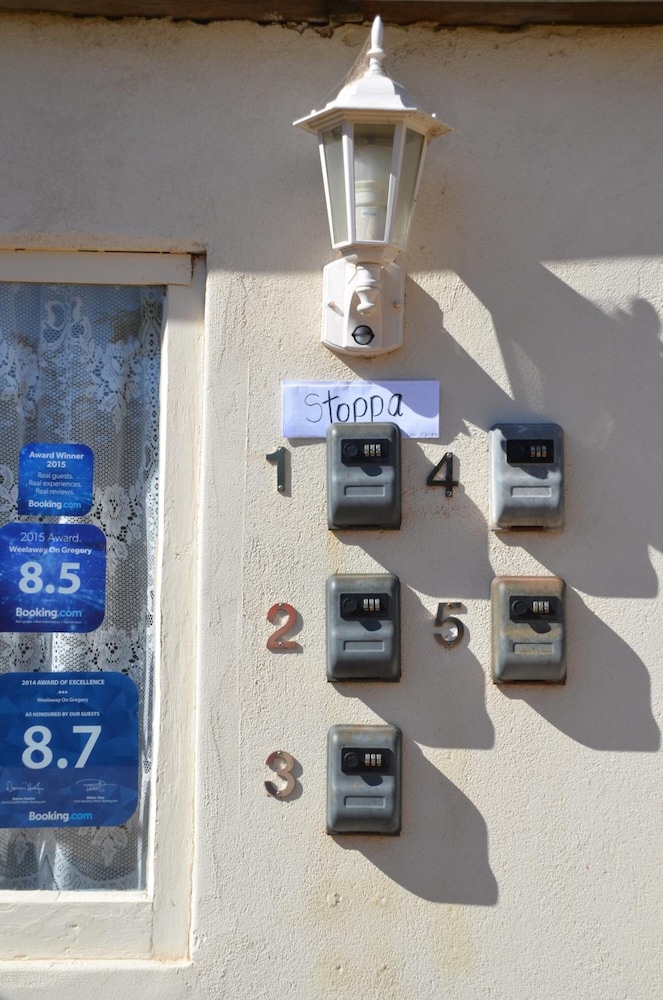 Stoppa
1
4
2
5
3
Award Winner
2015
Real guests.
Real experiences.
Real reviews.
Booking.com
2015 Award
Weelaway On Gregory
8.5
Booking.com
2014 AWARD OF EXCELLENCE
Weelaway On Gregory
AS HONOURED BY OUR GUESTS
8.7
Booking.com